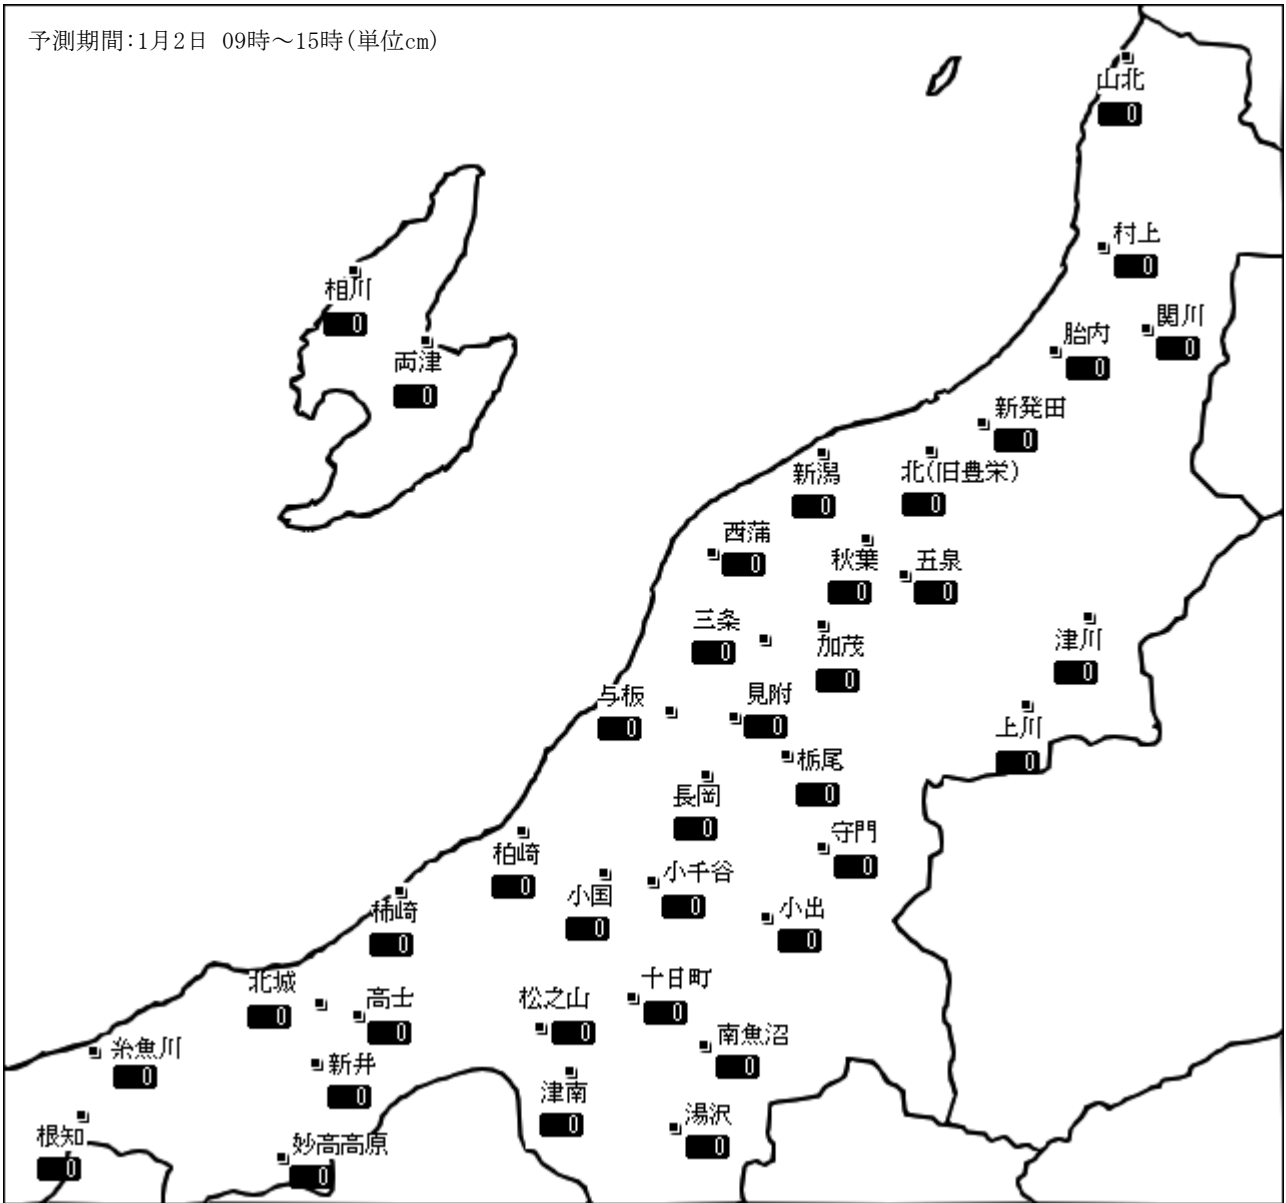 予測期間:1月2日 09時～15時(単位cm)
山北
0
村上
0
相川
0
関川
0
胎内
0
両津
0
新発田
0
新潟
0
北(旧豊栄)
0
西蒲
0
秋葉
0
五泉
0
三条
0
加茂
0
津川
0
与板
0
見附
0
上川
0
栃尾
0
長岡
0
守門
0
柏崎
0
小国
0
小千谷
0
小出
0
柿崎
0
北城
0
高士
0
松之山
0
十日町
0
南魚沼
0
糸魚川
0
新井
0
津南
0
湯沢
0
根知
0
妙高高原
0